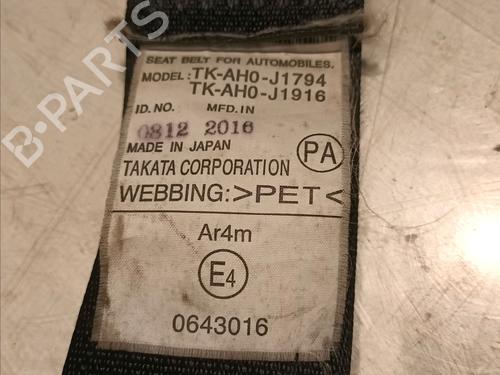 B-PARTS
SEAT BELT FOR AUTOMOBILES.
MODEL: TK-AH0-J1794
TK-AH0-J1916
ID. NO. MFD. IN
0812 2016
MADE IN JAPAN
TAKATA CORPORATION
PA
WEBBING: >PET<
Ar4m
E4
0643016